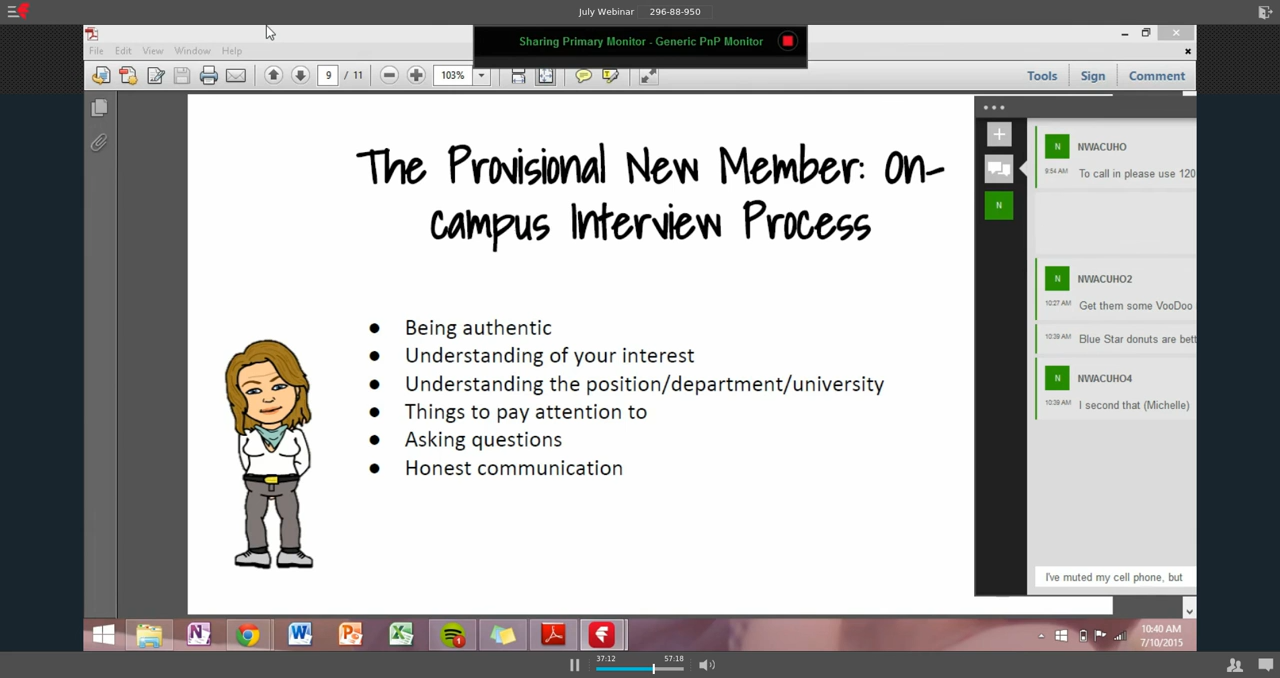 July Webinar 296-88-950
Sharing Primary Monitor - Generic PnP Monitor
File Edit View Window Help
9 / 11 103% Tools Sign Comment
The Provisional New Member: On-
campus Interview Process
● Being authentic
● Understanding of your interest
● Understanding the position/department/university
● Things to pay attention to
● Asking questions
● Honest communication
N NWACUHO
9:54 AM To call in please use 120
N
N NWACUHO2
10:27 AM Get them some VooDoo
10:39 AM Blue Star donuts are bett
N NWACUHO4
10:39 AM I second that (Michelle)
I've muted my cell phone, but
10:40 AM
7/10/2015
37:12 57:18